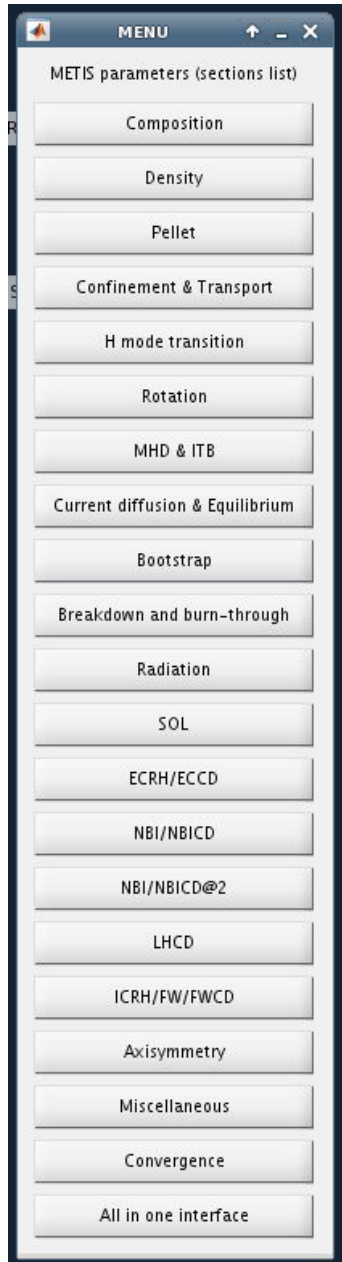 MENU
METIS parameters (sections list)
Composition
Density
Pellet
Confinement & Transport
H mode transition
Rotation
MHD & ITB
Current diffusion & Equilibrium
Bootstrap
Breakdown and burn-through
Radiation
SOL
ECRH/ECCD
NBI/NBICD
NBI/NBICD@2
LHCD
ICRH/FW/FWCD
Axisymmetry
Miscellaneous
Convergence
All in one interface